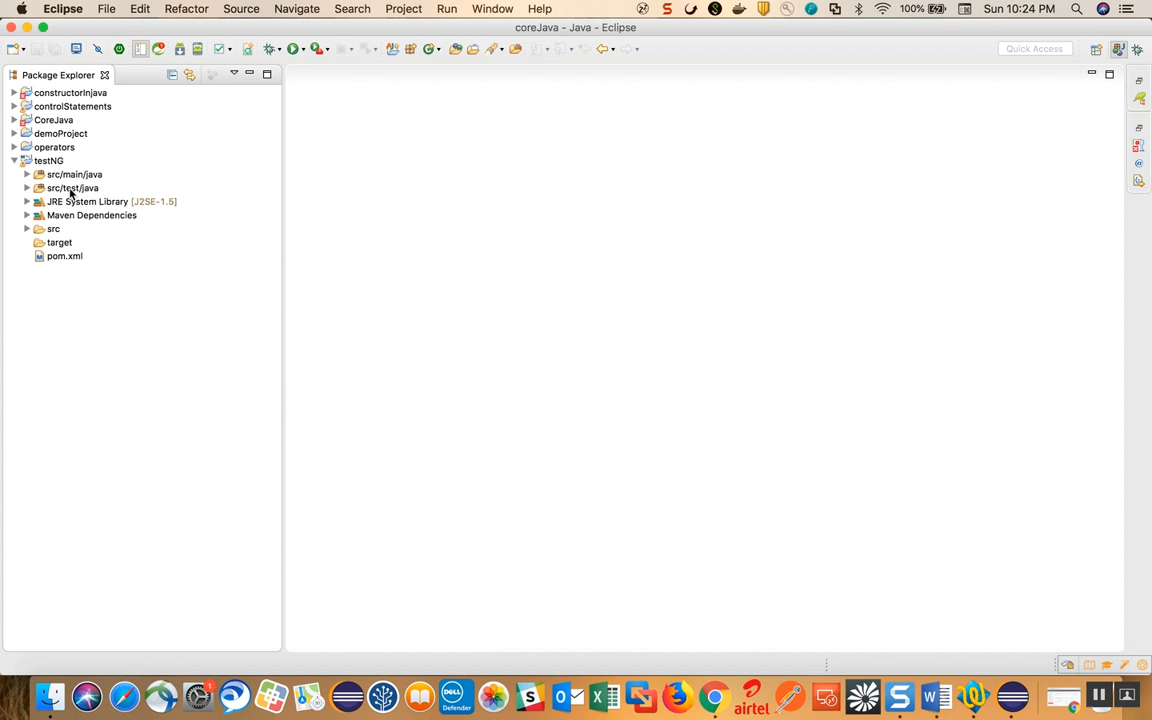 Eclipse File Edit Refactor Source Navigate Search Project Run Window Help 100% Sun 10:24 PM
coreJava - Java - Eclipse
Quick Access
Package Explorer
constructorInjava
controlStatements
CoreJava
demoProject
operators
testNG
src/main/java
src/test/java
JRE System Library [J2SE-1.5]
Maven Dependencies
src
target
pom.xml
DELL
Defender
airtel